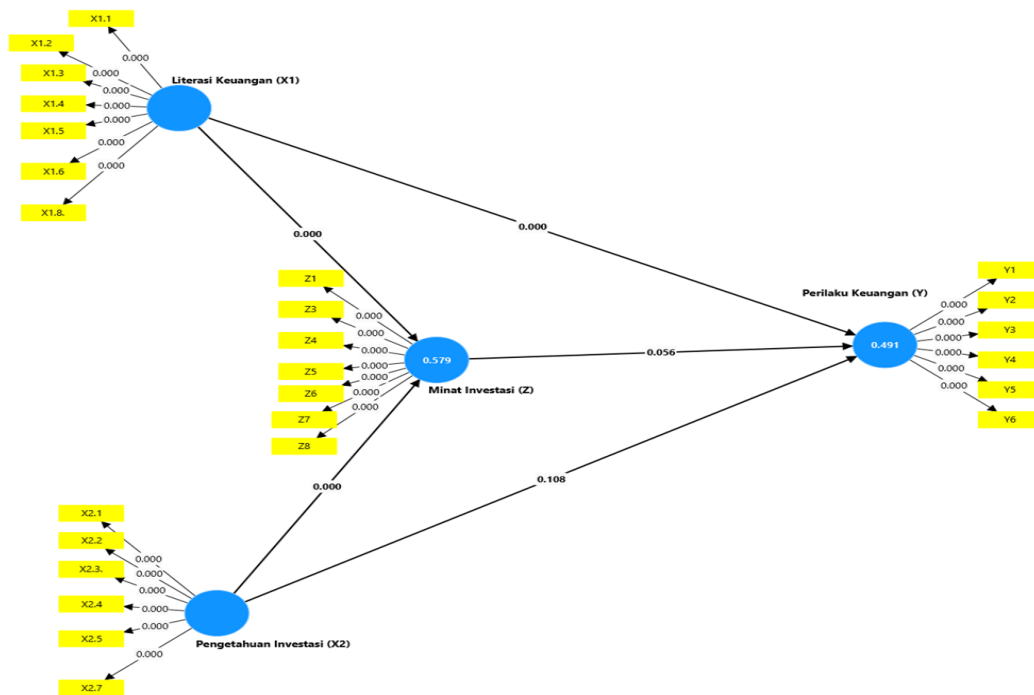 X1.1
X1.2
X1.3
X1.4
X1.5
X1.6
X1.8.
0.000
0.000
0.000
0.000
0.000
0.000
0.000
Literasi Keuangan (X1)
0.000
0.000
Z1
Z3
Z4
Z5
Z6
Z7
Z8
0.000
0.000
0.000
0.000
0.000
0.000
0.000
0.579
Minat Investasi (Z)
0.056
Perilaku Keuangan (Y)
0.491
0.000
0.000
0.000
0.000
0.000
0.000
Y1
Y2
Y3
Y4
Y5
Y6
0.000
0.108
X2.1
X2.2
X2.3.
X2.4
X2.5
X2.7
0.000
0.000
0.000
0.000
0.000
0.000
Pengetahuan Investasi (X2)